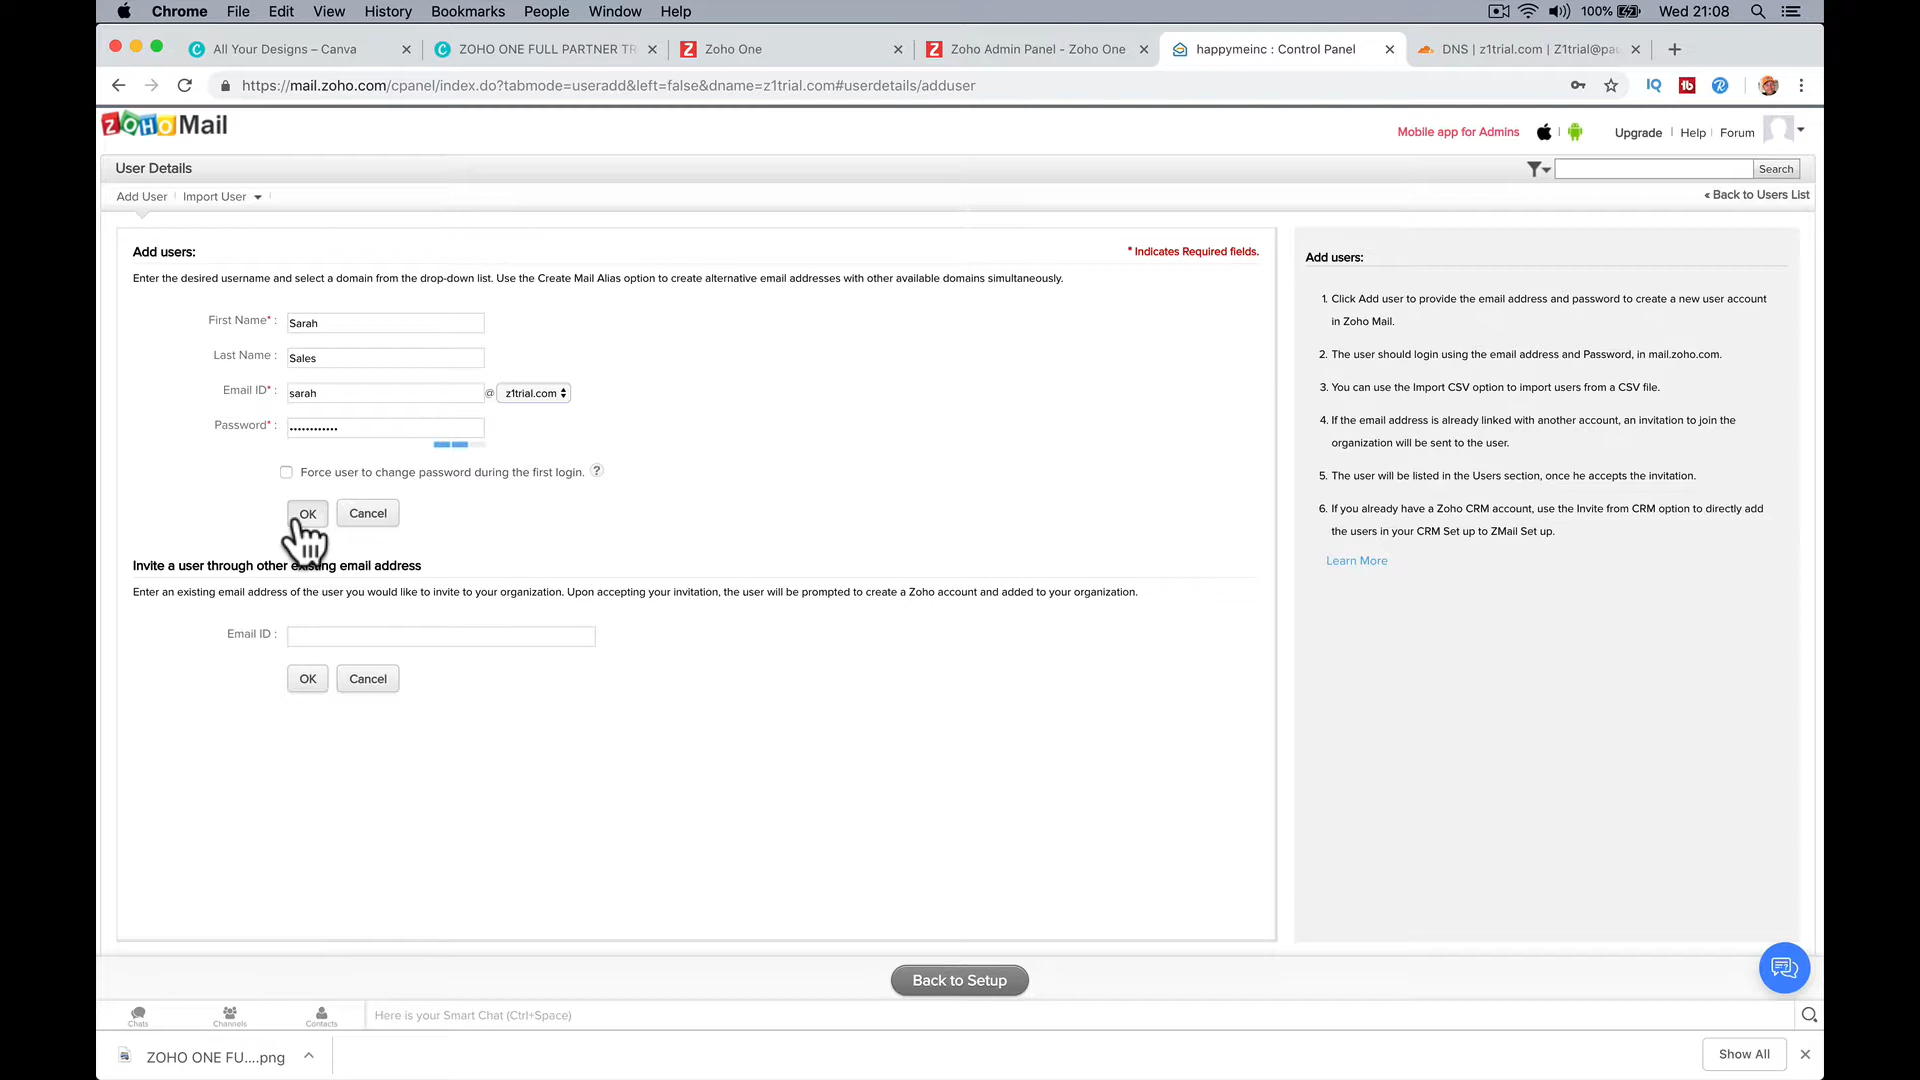 Chrome File Edit View History Bookmarks People Window Help 100% Wed 21:08
All Your Designs – Canva ZOHO ONE FULL PARTNER TR Zoho One Zoho Admin Panel - Zoho One happymeinc : Control Panel DNS | z1trial.com | Z1trial@pau
https://mail.zoho.com/cpanel/index.do?tabmode=useradd&left=false&dname=z1trial.com#userdetails/adduser
ZOHO Mail
Mobile app for Admins | Upgrade | Help | Forum
User Details
Search
Add User Import User
« Back to Users List
Add users:
* Indicates Required fields.
Enter the desired username and select a domain from the drop-down list. Use the Create Mail Alias option to create alternative email addresses with other available domains simultaneously.
First Name* : Sarah
Last Name : Sales
Email ID* : sarah @ z1trial.com
Password* : ••••••••••••
Force user to change password during the first login. ?
OK Cancel
Invite a user through other existing email address
Enter an existing email address of the user you would like to invite to your organization. Upon accepting your invitation, the user will be prompted to create a Zoho account and added to your organization.
Email ID :
OK Cancel
Add users:
1. Click Add user to provide the email address and password to create a new user account
in Zoho Mail.
2. The user should login using the email address and Password, in mail.zoho.com.
3. You can use the Import CSV option to import users from a CSV file.
4. If the email address is already linked with another account, an invitation to join the
organization will be sent to the user.
5. The user will be listed in the Users section, once he accepts the invitation.
6. If you already have a Zoho CRM account, use the Invite from CRM option to directly add
the users in your CRM Set up to ZMail Set up.
Learn More
Back to Setup
Chats Channels Contacts Here is your Smart Chat (Ctrl+Space)
ZOHO ONE FU....png
Show All